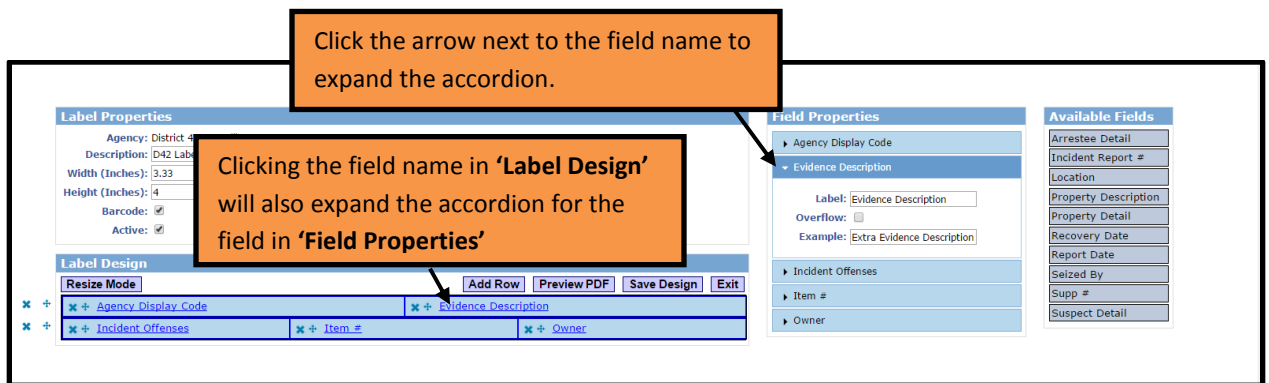 Click the arrow next to the field name to
expand the accordion.
Label Properties
Agency: District 4
Description: D42 Labe
Width (Inches): 3.33
Height (Inches): 4
Barcode:
Active:
Clicking the field name in ‘Label Design’
will also expand the accordion for the
field in ‘Field Properties’
Label Design
Resize Mode Add Row Preview PDF Save Design Exit
Agency Display Code Evidence Description
Incident Offenses Item # Owner
Field Properties
Agency Display Code
Evidence Description
Label: Evidence Description
Overflow:
Example: Extra Evidence Description
Incident Offenses
Item #
Owner
Available Fields
Arrestee Detail
Incident Report #
Location
Property Description
Property Detail
Recovery Date
Report Date
Seized By
Supp #
Suspect Detail